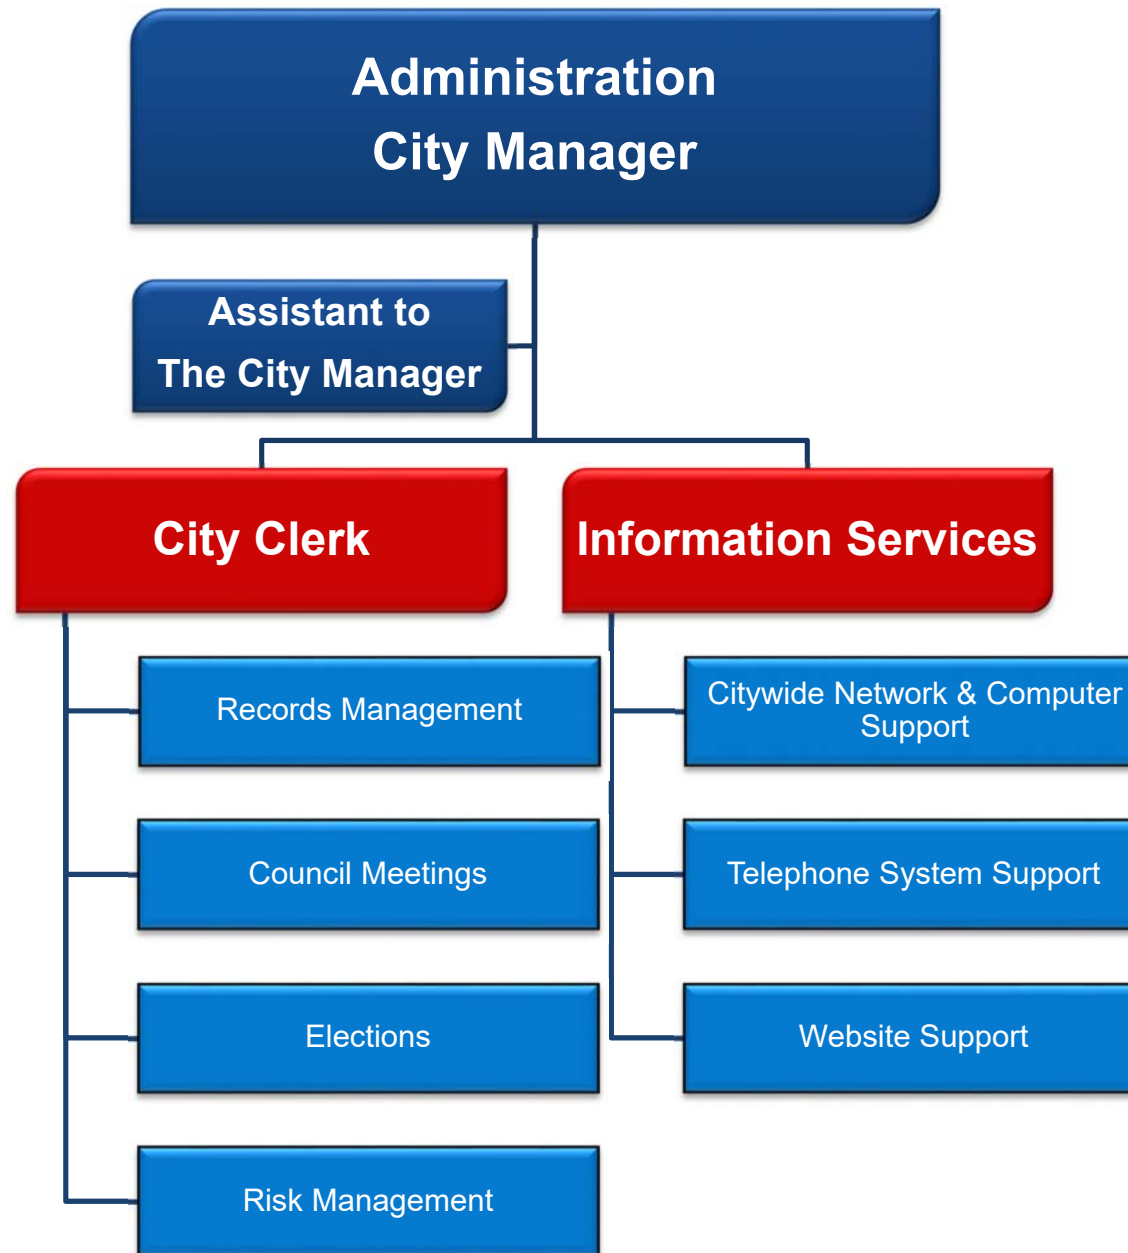 Administration
City Manager
Assistant to
The City Manager
City Clerk
Information Services
Records Management
Citywide Network & Computer
Support
Council Meetings
Telephone System Support
Elections
Website Support
Risk Management